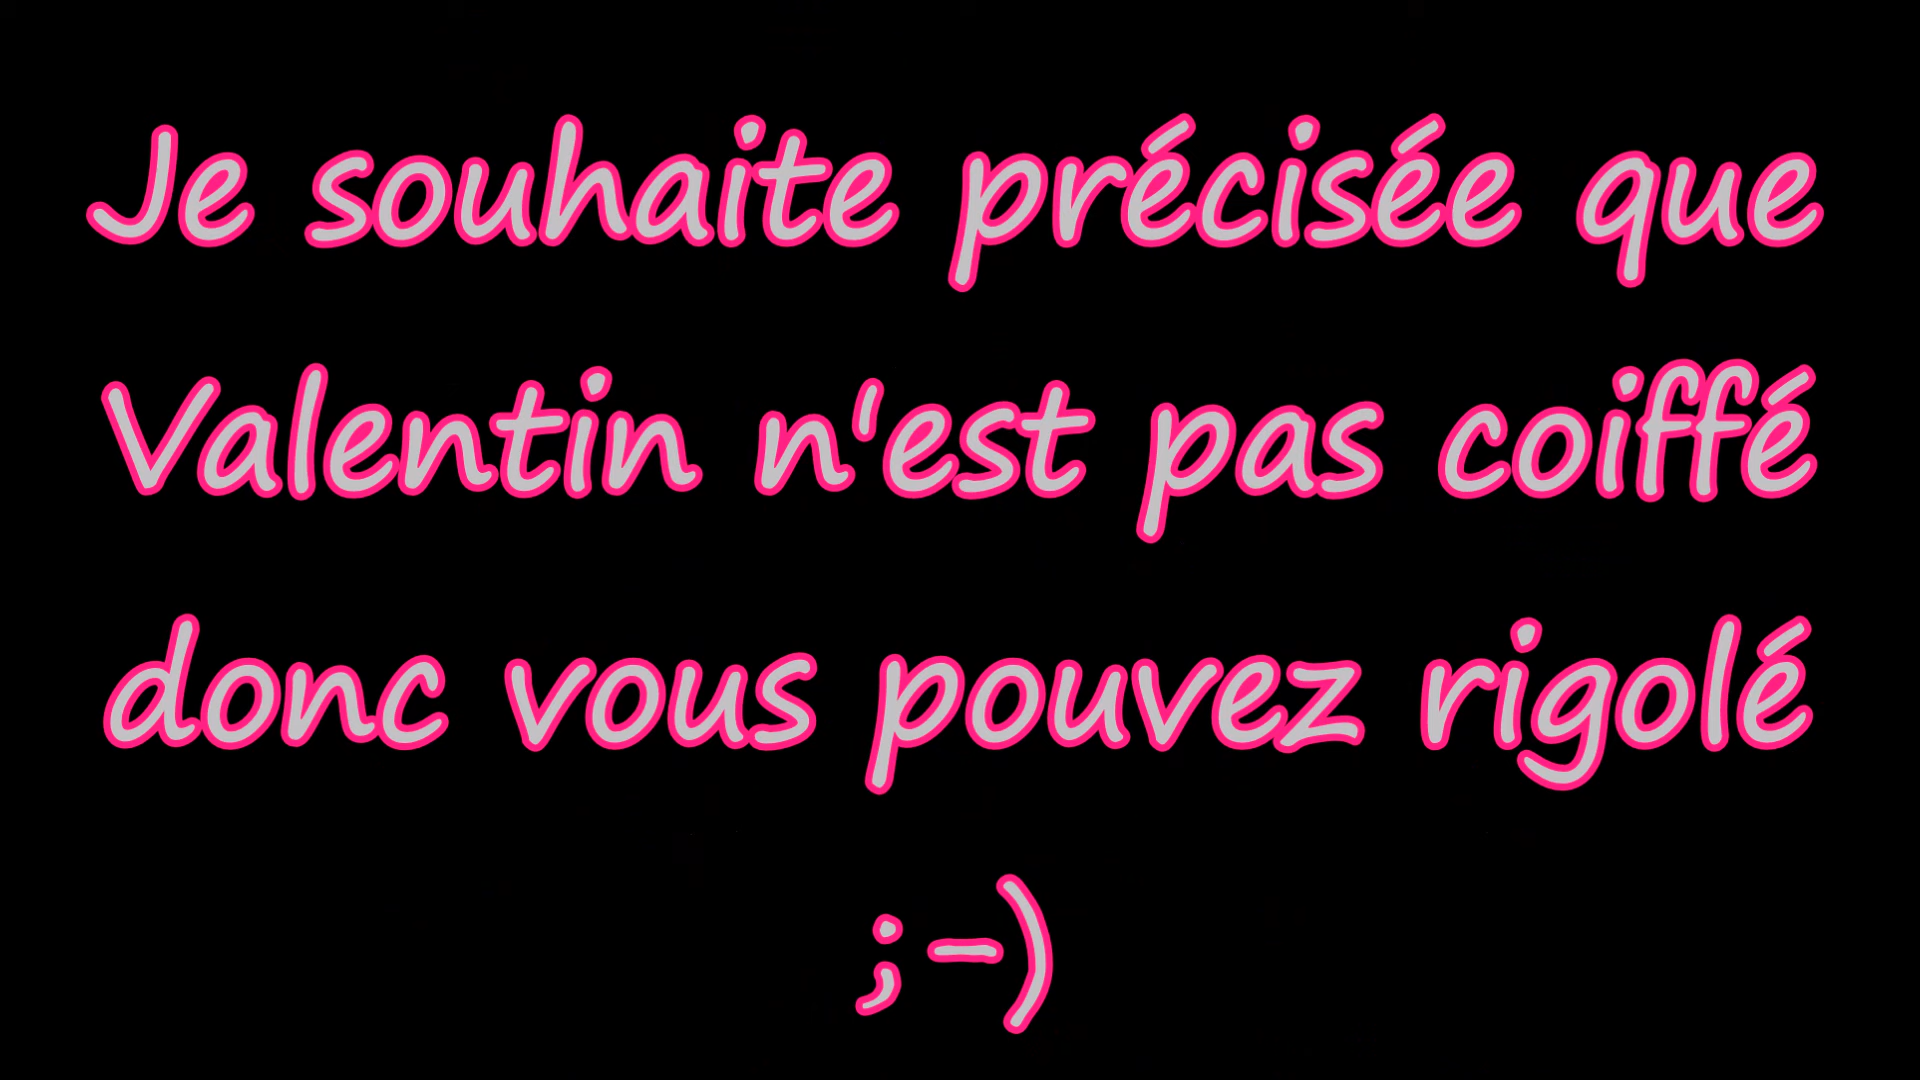 Je souhaite précisée que
Valentin n'est pas coiffé
donc vous pouvez rigolé
;-)